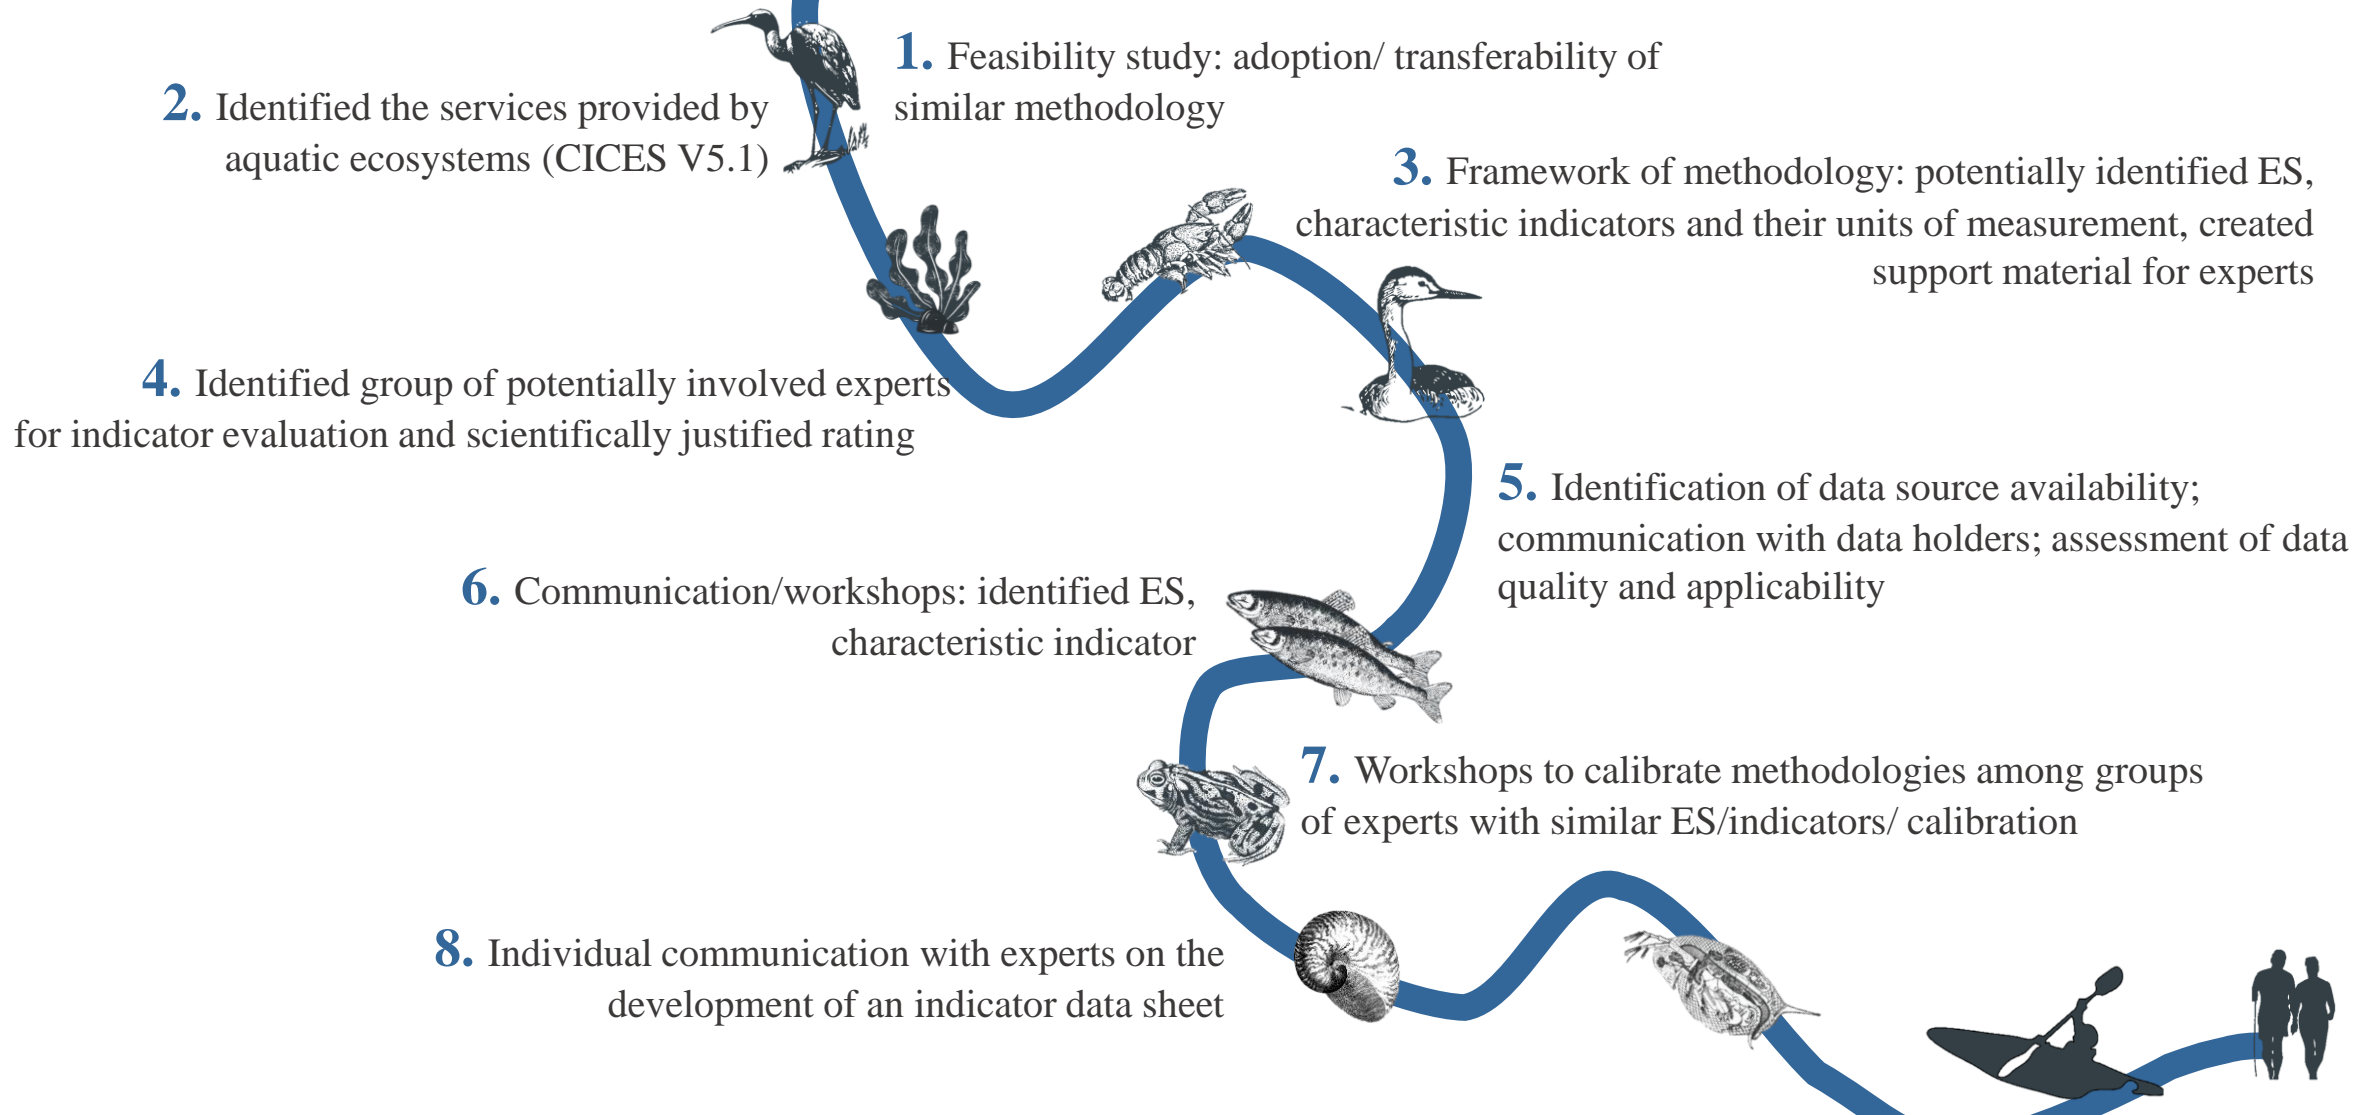 1. Feasibility study: adoption/ transferability of
similar methodology
2. Identified the services provided by
aquatic ecosystems (CICES V5.1)
3. Framework of methodology: potentially identified ES,
characteristic indicators and their units of measurement, created
support material for experts
4. Identified group of potentially involved experts
for indicator evaluation and scientifically justified rating
5. Identification of data source availability;
communication with data holders; assessment of data
quality and applicability
6. Communication/workshops: identified ES,
characteristic indicator
7. Workshops to calibrate methodologies among groups
of experts with similar ES/indicators/ calibration
8. Individual communication with experts on the
development of an indicator data sheet